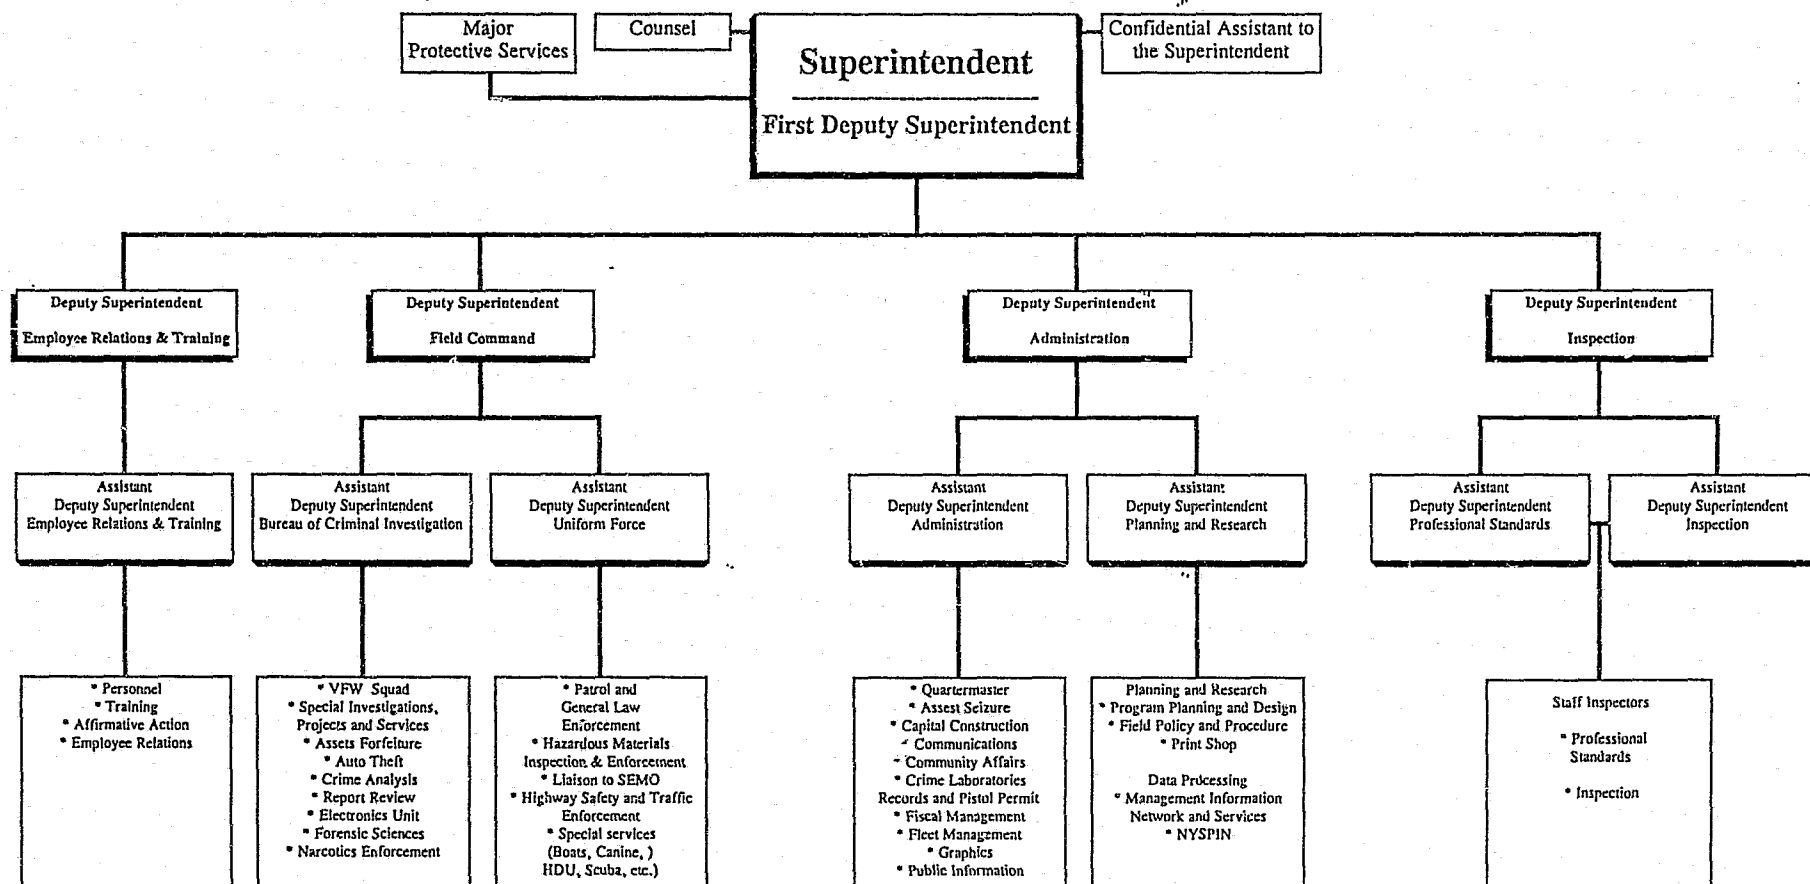 Major
Protective Services
Counsel
Superintendent
First Deputy Superintendent
Confidential Assistant to
the Superintendent
Deputy Superintendent
Employee Relations & Training
Deputy Superintendent
Field Command
Deputy Superintendent
Administration
Deputy Superintendent
Inspection
Assistant
Deputy Superintendent
Employee Relations & Training
Assistant
Deputy Superintendent
Bureau of Criminal Investigation
Assistant
Deputy Superintendent
Uniform Force
Assistant
Deputy Superintendent
Administration
Assistant
Deputy Superintendent
Planning and Research
Assistant
Deputy Superintendent
Professional Standards
Assistant
Deputy Superintendent
Inspection
* Personnel
* Training
* Affirmative Action
* Employee Relations
* VFW Squad
* Special Investigations,
Projects and Services
* Assets Forfeiture
* Auto Theft
* Crime Analysis
* Report Review
* Electronics Unit
* Forensic Sciences
* Narcotics Enforcement
* Patrol and
General Law
Enforcement
* Hazardous Materials
Inspection & Enforcement
* Liaison to SEMO
* Highway Safety and Traffic
Enforcement
* Special services
(Boats, Canine, )
HDU, Scuba, etc.)
* Quartermaster
* Assest Seizure
* Capital Construction
* Communications
* Community Affairs
* Crime Laboratories
Records and Pistol Permit
* Fiscal Management
* Fleet Management
* Graphics
* Public Information
Planning and Research
* Program Planning and Design
* Field Policy and Procedure
* Print Shop
Data Processing
* Management Information
Network and Services
* NYSPIN
Staff Inspectors
* Professional
Standards
* Inspection